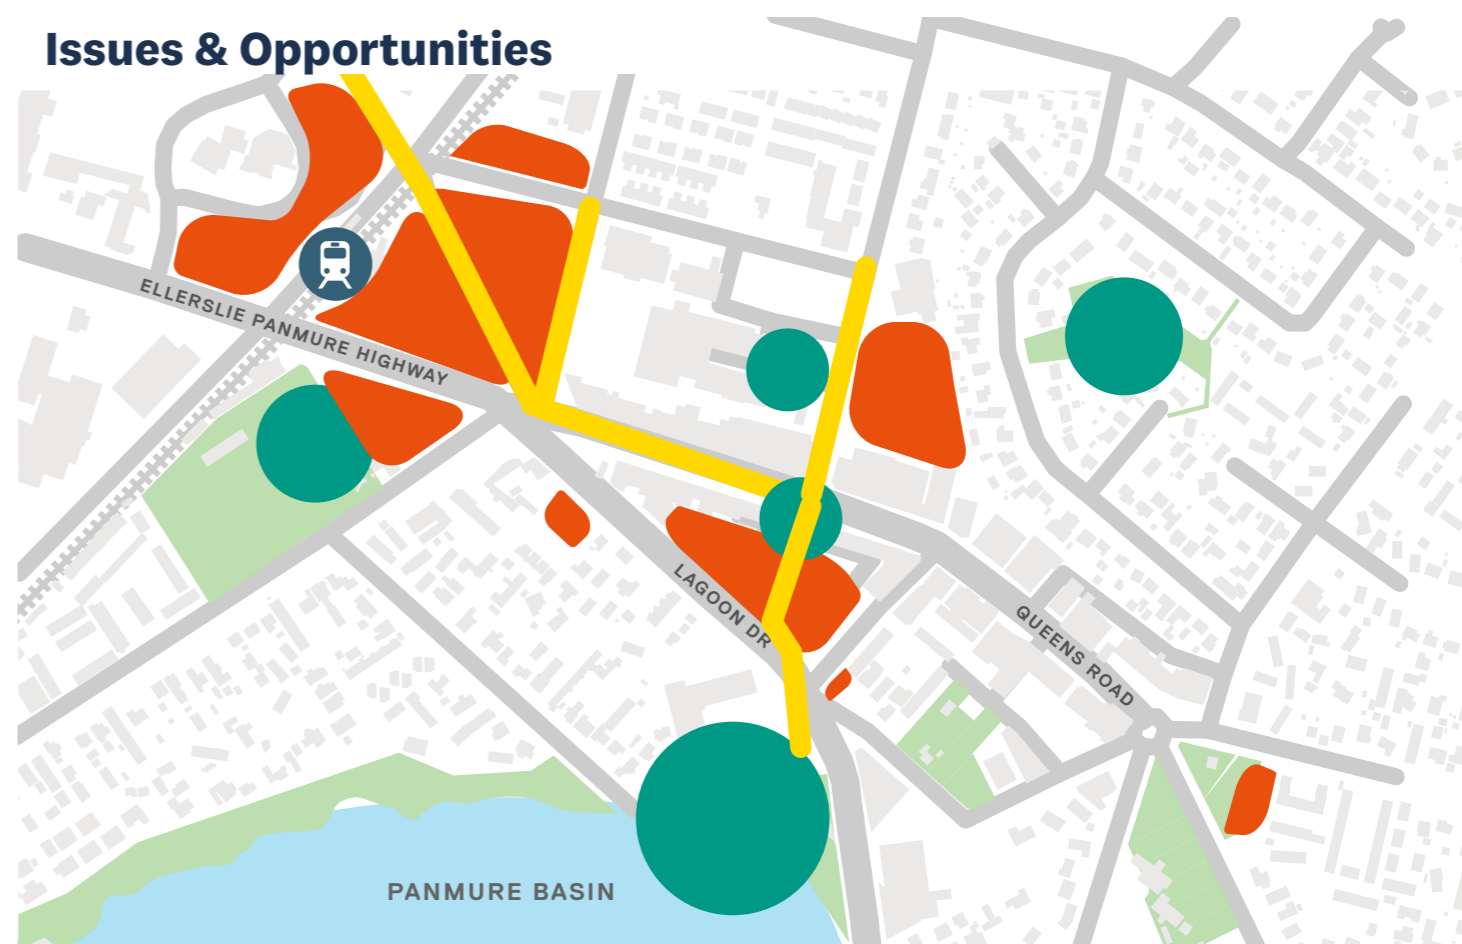 Issues & Opportunities
ELLERSLIE PANMURE HIGHWAY
LAGOON DR
QUEENS ROAD
PANMURE BASIN